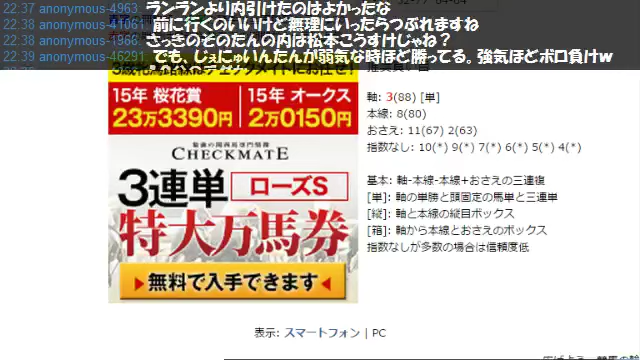 22:37 anonymous-4963 ランランより内引けたのはよかったな
22:38 anonymous-41061 前に行くのいいけど無理にいったらつぶれますね
22:38 anonymous-1968 さっきのぞのたんの内は松本こうすけじゃね？
22:39 anonymous-46291 でも、じぇにゅいんたんが弱気な時ほど勝ってる。強気ほどボロ負けw
15年 桜花賞
23万3390円
15年 オークス
2万0150円
CHECKMATE
3連単 ローズS
特大万馬券
無料で入手できます
軸: 3(88) [単]
本線: 8(80)
おさえ: 11(67) 2(63)
指数なし: 10(*) 9(*) 7(*) 6(*) 5(*) 4(*)
基本: 軸-本線-本線+おさえの三連複
[単]: 軸の単勝と頭固定の馬単と三連単
[縦]: 軸と本線の縦目ボックス
[箱]: 軸から本線とおさえのボックス
指数なしが多数の場合は信頼度低
表示: スマートフォン | PC